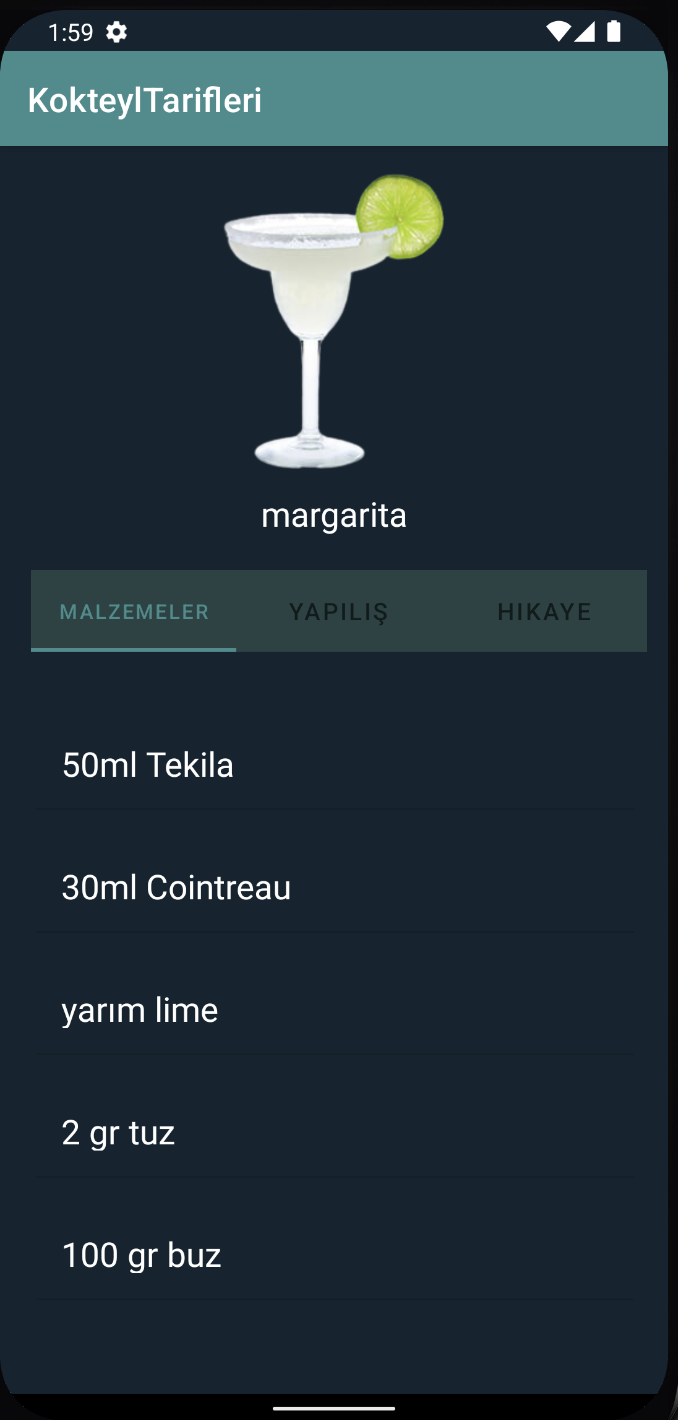 1:59
KokteylTarifleri
margarita
MALZEMELER YAPILIŞ HIKAYE
50ml Tekila
30ml Cointreau
yarım lime
2 gr tuz
100 gr buz